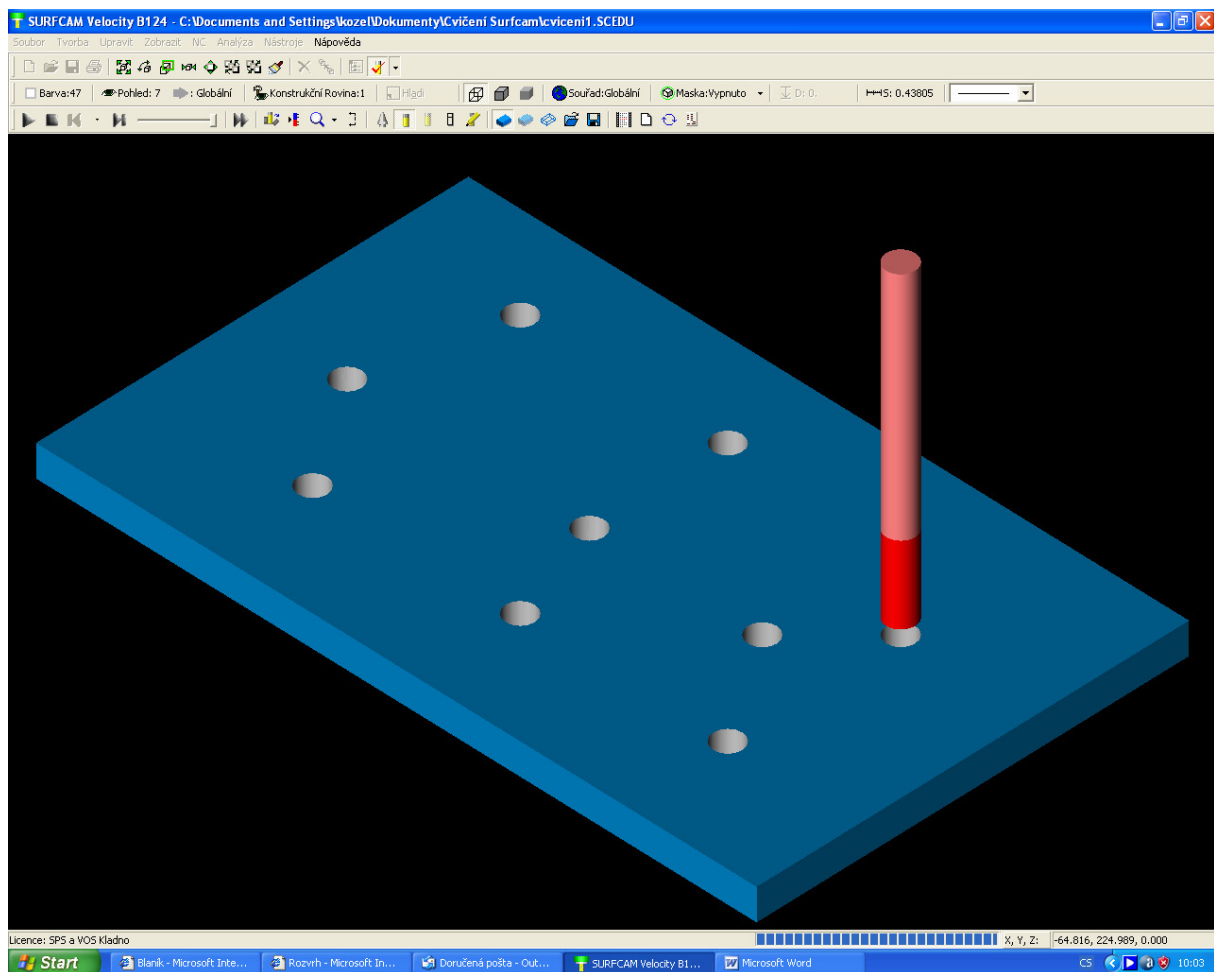 SURFCAM Velocity B124 - C:\Documents and Settings\kozel\Dokumenty\Cvičení Surfcam\cviceni1.SCEDU
Soubor Tvorba Upravit Zobrazit NC Analýza Nástroje Nápověda
Barva:47 Pohled: 7 : Globální Konstrukční Rovina:1 Hladi Souřad:Globální Maska:Vypnuto D: 0. S: 0.43805
Licence: SPS a VOS Kladno X, Y, Z: -64.816, 224.989, 0.000
Start Blaník - Microsoft Inte... Rozvrh - Microsoft In... Doručená pošta - Out... SURFCAM Velocity B1... Microsoft Word CS 10:03